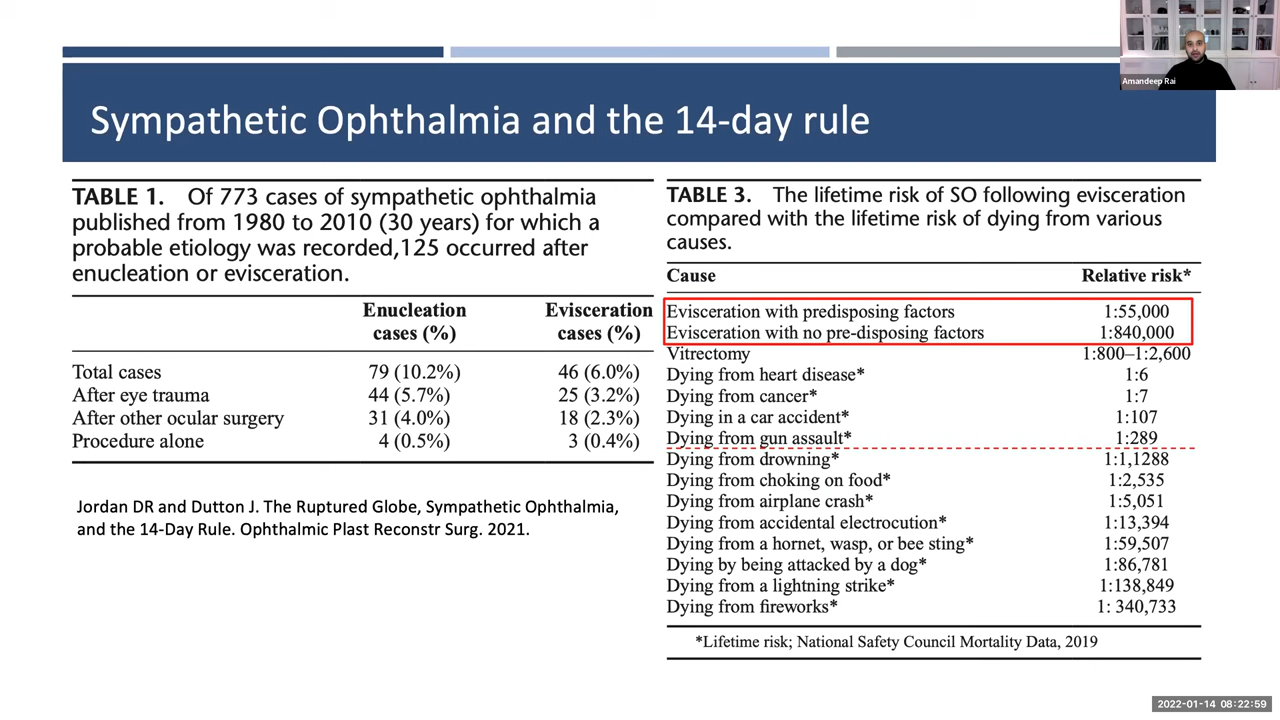 Amandeep Rai
Sympathetic Ophthalmia and the 14-day rule
TABLE 1. Of 773 cases of sympathetic ophthalmia
published from 1980 to 2010 (30 years) for which a
probable etiology was recorded,125 occurred after
enucleation or evisceration.
Enucleation Evisceration
cases (%) cases (%)
Total cases 79 (10.2%) 46 (6.0%)
After eye trauma 44 (5.7%) 25 (3.2%)
After other ocular surgery 31 (4.0%) 18 (2.3%)
Procedure alone 4 (0.5%) 3 (0.4%)
Jordan DR and Dutton J. The Ruptured Globe, Sympathetic Ophthalmia,
and the 14-Day Rule. Ophthalmic Plast Reconstr Surg. 2021.
TABLE 3. The lifetime risk of SO following evisceration
compared with the lifetime risk of dying from various
causes.
Cause Relative risk*
Evisceration with predisposing factors 1:55,000
Evisceration with no pre-disposing factors 1:840,000
Vitrectomy 1:800–1:2,600
Dying from heart disease* 1:6
Dying from cancer* 1:7
Dying in a car accident* 1:107
Dying from gun assault* 1:289
Dying from drowning* 1:1,1288
Dying from choking on food* 1:2,535
Dying from airplane crash* 1:5,051
Dying from accidental electrocution* 1:13,394
Dying from a hornet, wasp, or bee sting* 1:59,507
Dying by being attacked by a dog* 1:86,781
Dying from a lightning strike* 1:138,849
Dying from fireworks* 1: 340,733
*Lifetime risk; National Safety Council Mortality Data, 2019
2022-01-14 08:22:59